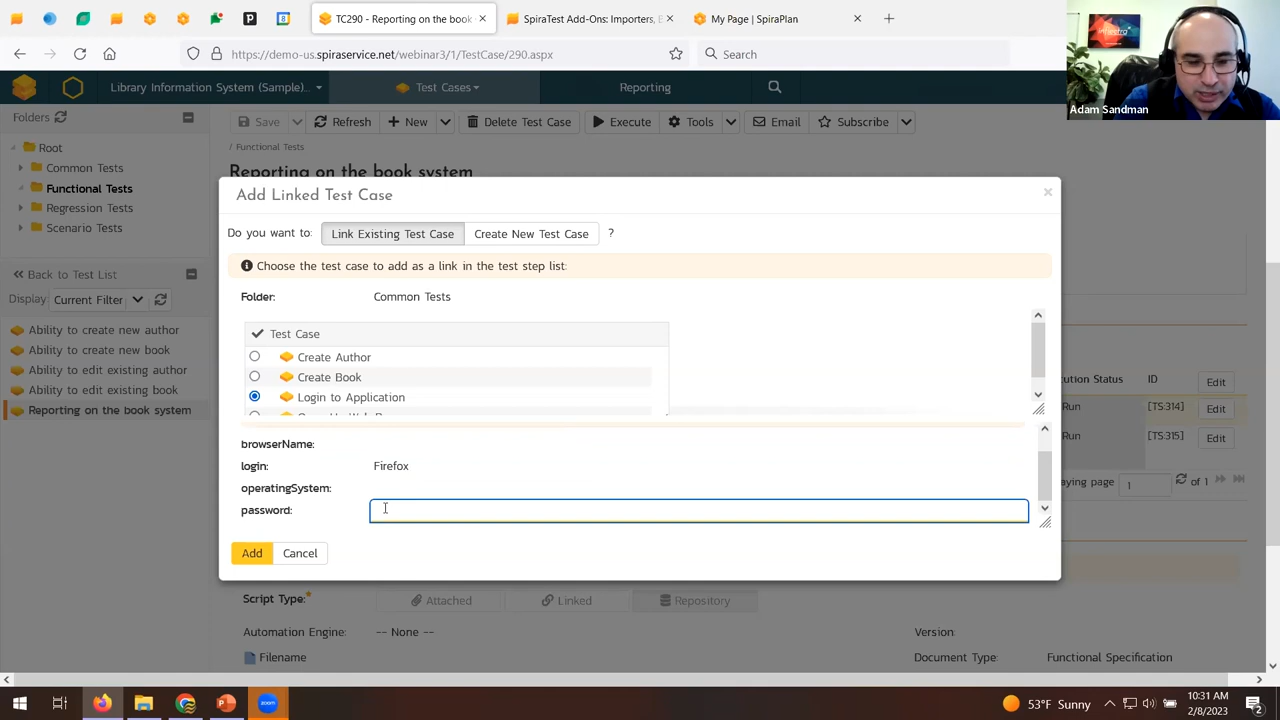 TC290 - Reporting on the book
SpiraTest Add-Ons: Importers, E
My Page | SpiraPlan
https://demo-us.spiraservice.net/webinar3/1/TestCase/290.aspx
Search
Adam Sandman
Library Information System (Sample)...
Test Cases
Reporting
Folders
Save
Refresh
New
Delete Test Case
Execute
Tools
Email
Subscribe
Root
Common Tests
Functional Tests
Regression Tests
Scenario Tests
/ Functional Tests
Reporting on the book system
Add Linked Test Case
Do you want to:
Link Existing Test Case
Create New Test Case
?
Choose the test case to add as a link in the test step list:
Folder:
Common Tests
Test Case
Create Author
Create Book
Login to Application
browserName:
login:
Firefox
operatingSystem:
password:
Add
Cancel
Back to Test List
Display:
Current Filter
Ability to create new author
Ability to create new book
Ability to edit existing author
Ability to edit existing book
Reporting on the book system
ution Status
ID
Edit
Run
[TS:314]
Edit
Run
[TS:315]
Edit
aying page
1
of 1
Script Type:*
Attached
Linked
Repository
Automation Engine:
-- None --
Version:
Filename
Document Type:
Functional Specification
53°F Sunny
10:31 AM
2/8/2023
2